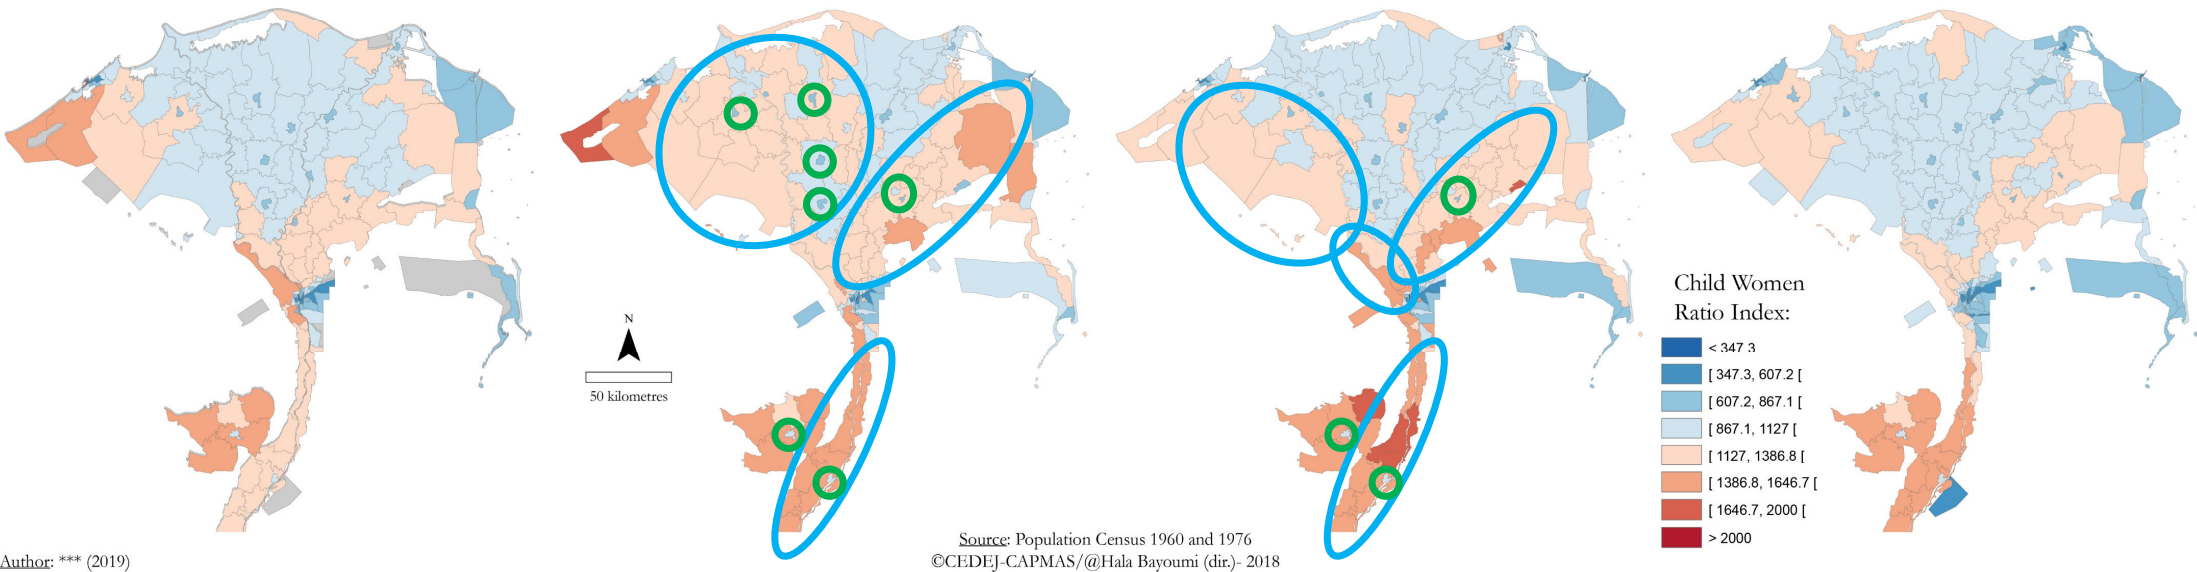 N
50 kilometres
Child Women
Ratio Index:
< 347.3
[ 347.3, 607.2 [
[ 607.2, 867.1 [
[ 867.1, 1127 [
[ 1127, 1386.8 [
[ 1386.8, 1646.7 [
[ 1646.7, 2000 [
> 2000
Source: Population Census 1960 and 1976
©CEDEJ-CAPMAS/@Hala Bayoumi (dir.)- 2018
Author: *** (2019)